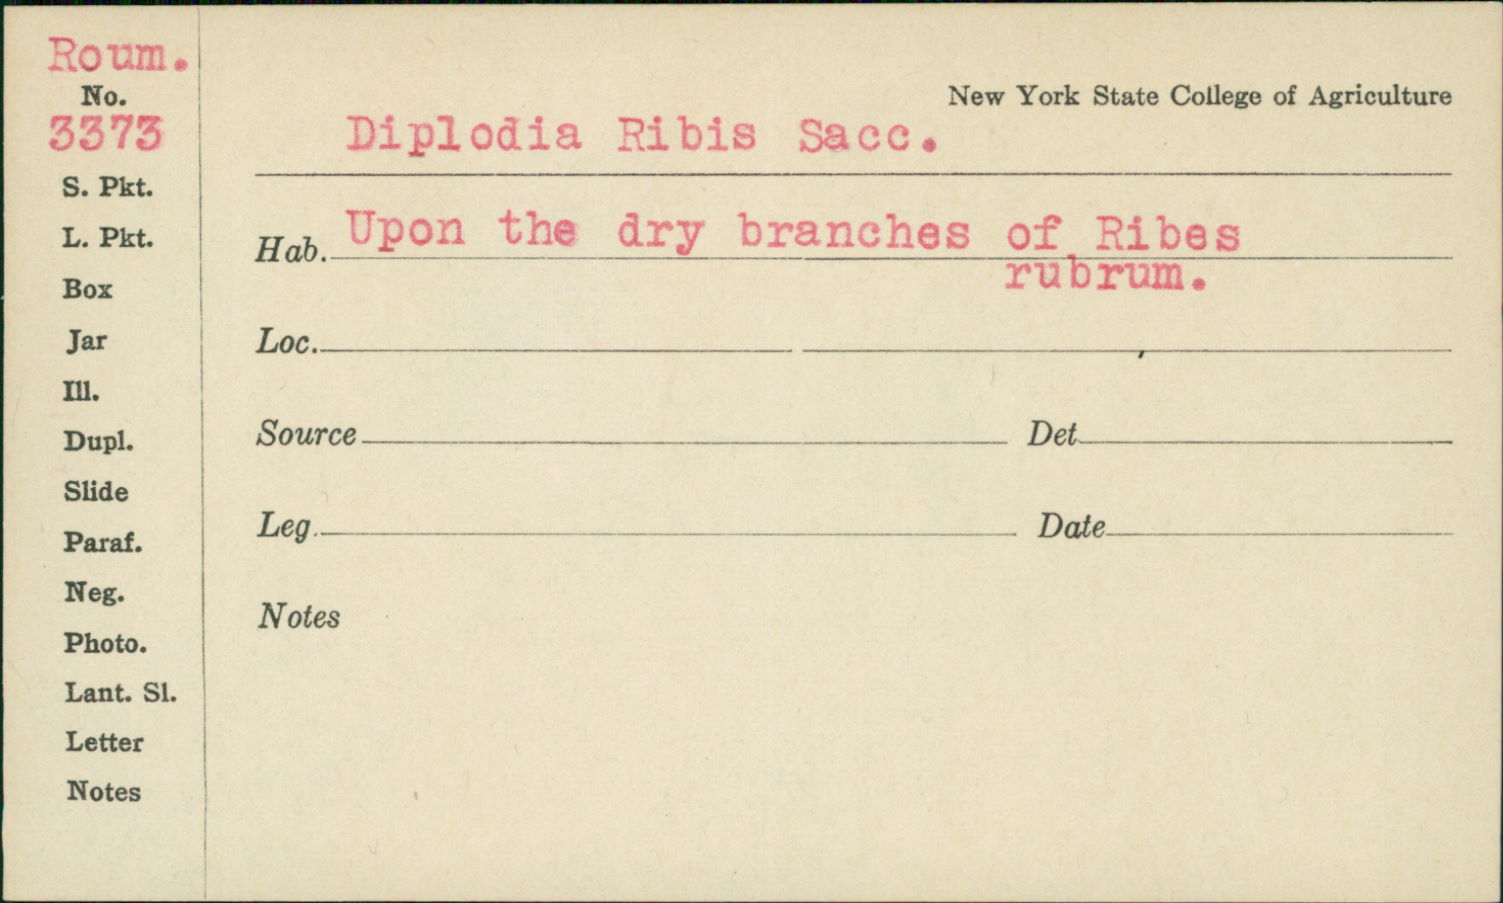 Roum.
No.
3373
S. Pkt.
L. Pkt.
Box
Jar
Ill.
Dupl.
Slide
Paraf.
Neg.
Photo.
Lant. Sl.
Letter
Notes
New York State College of Agriculture
Diplodia Ribis Sacc.
Hab. Upon the dry branches of Ribes
rubrum.
Loc.
Source Det.
Leg. Date
Notes